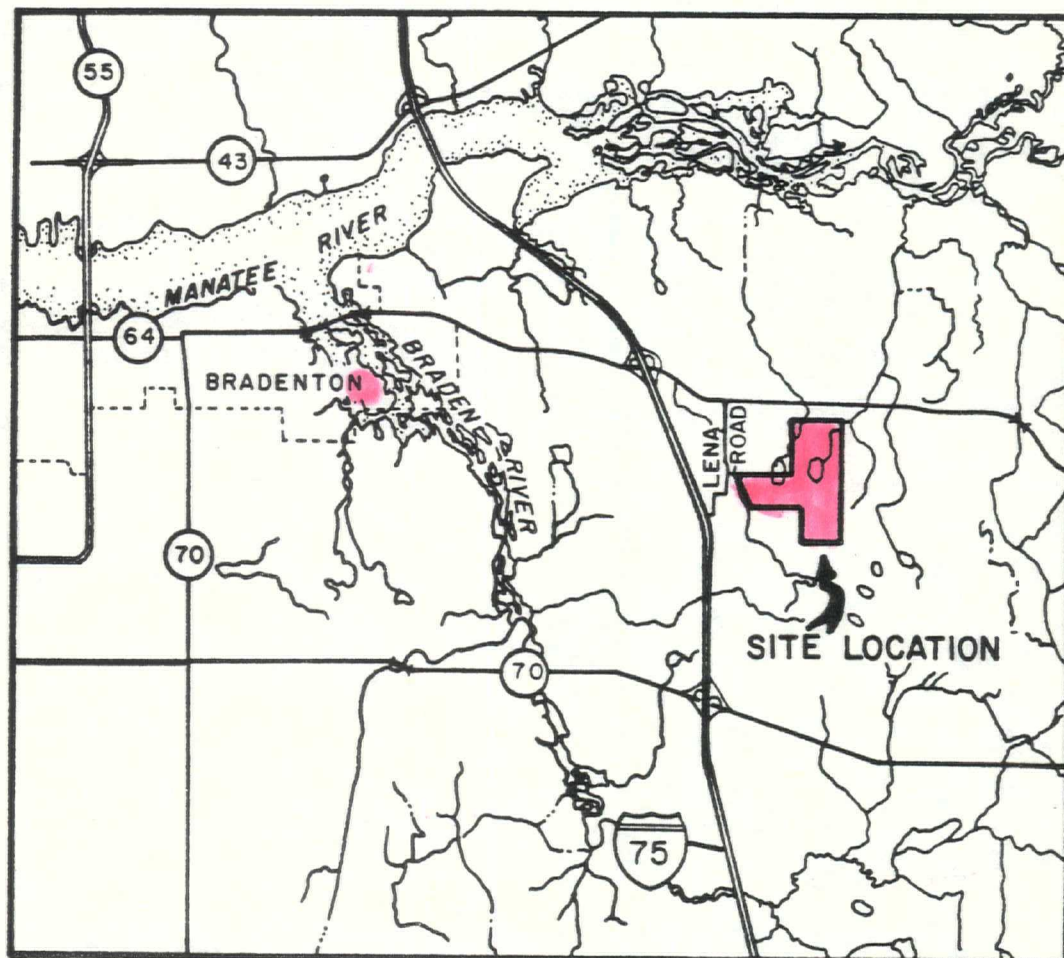 55
43
MANATEE RIVER
64
BRADENTON
BRADEN RIVER
LENA
ROAD
70
SITE LOCATION
70
75